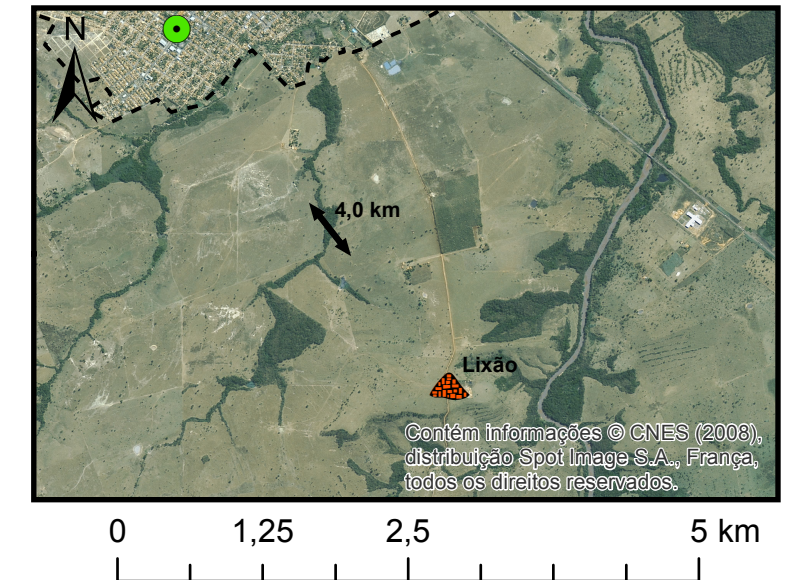 N
4,0 km
Lixão
Contém informações © CNES (2008),
distribuição Spot Image S.A., França,
todos os direitos reservados.
0 1,25 2,5 5 km